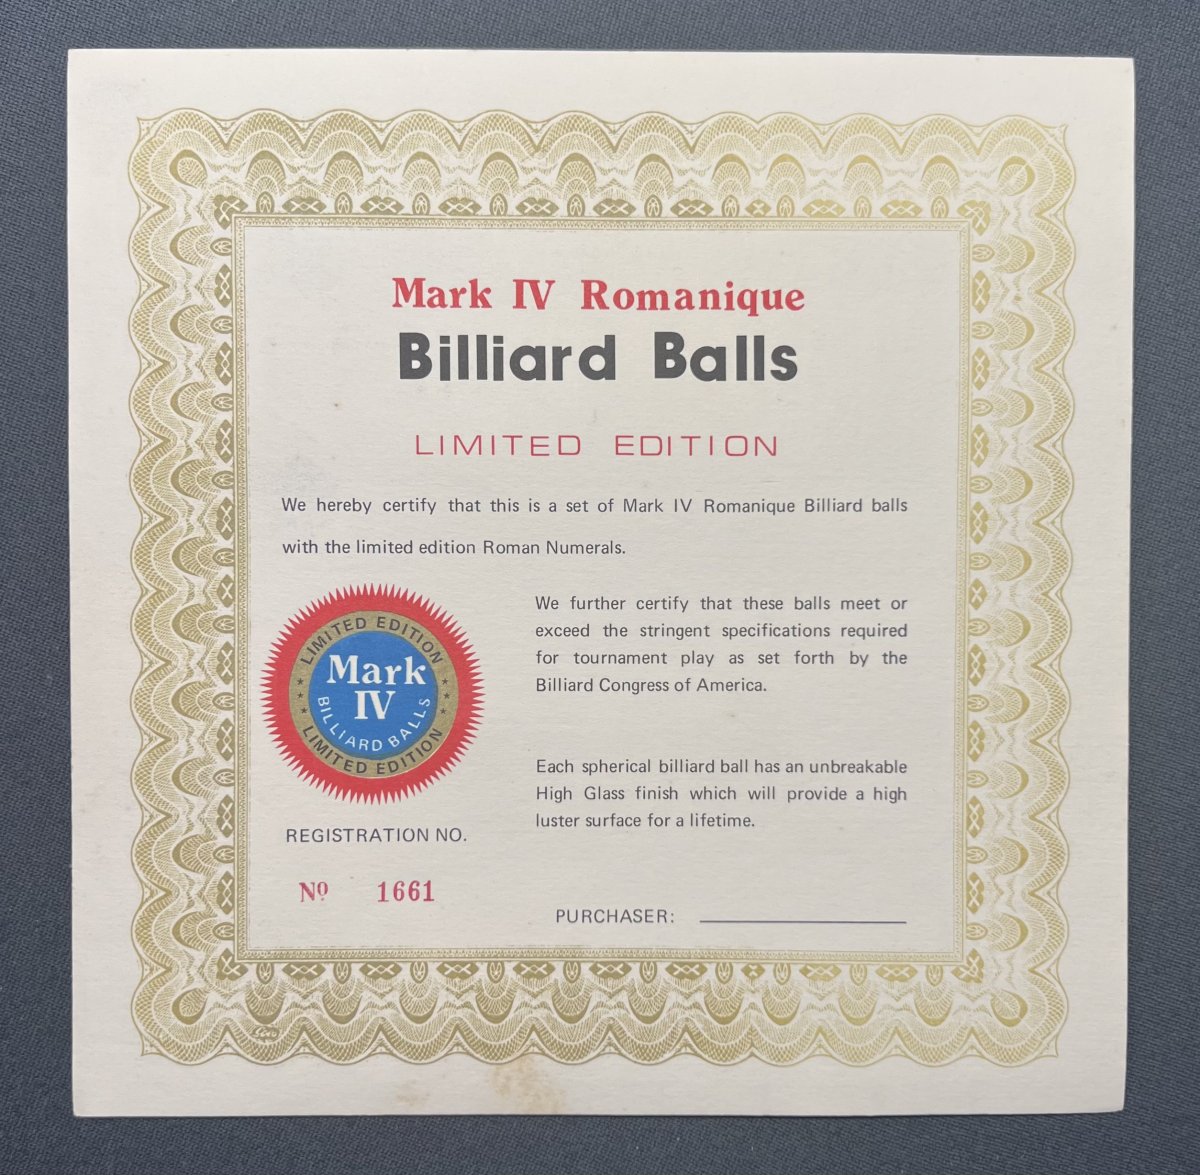 Mark IV Romanique
Billiard Balls
LIMITED EDITION
We hereby certify that this is a set of Mark IV Romanique Billiard balls
with the limited edition Roman Numerals.
We further certify that these balls meet or
exceed the stringent specifications required
for tournament play as set forth by the
Billiard Congress of America.
LIMITED EDITION
Mark
IV
BILLIARD BALLS
LIMITED EDITION
Each spherical billiard ball has an unbreakable
High Glass finish which will provide a high
luster surface for a lifetime.
REGISTRATION NO.
Nº 1661
PURCHASER: